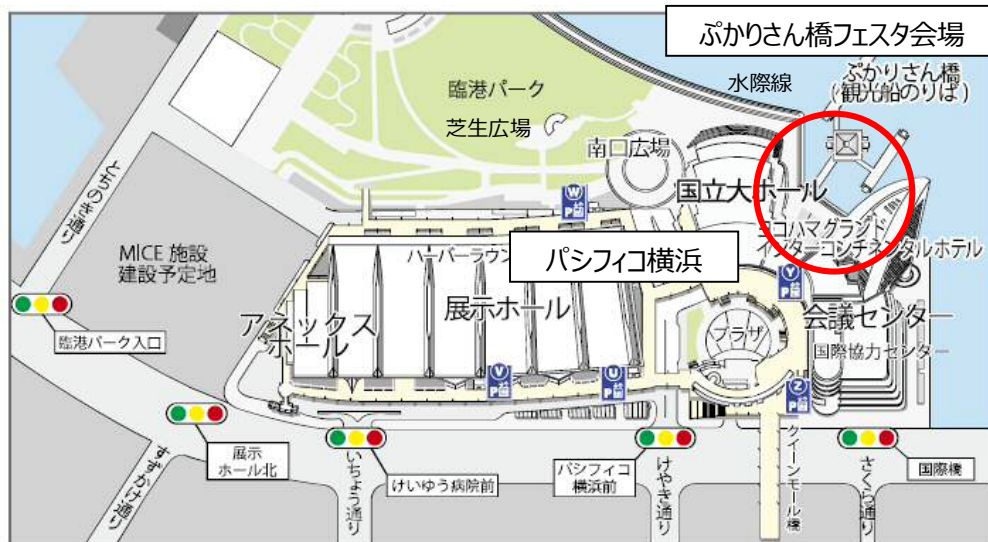 ぷかりさん橋フェスタ会場
ぷかりさん橋
(観光船のりば)
水際線
臨港パーク
芝生広場
南口広場
国立大ホール
ヨコハマグランド
インターコンチネンタルホテル
とちのき通り
MICE 施設
建設予定地
W
P
ハーバーラウン
パシフィコ横浜
Y
P
アネックス
ホール
展示ホール
プラザ
会議センター
国際協力センター
臨港パーク入口
V
P
U
P
Z
P
展示
ホール北
けいゆう病院前
パシフィコ
横浜前
国際橋
すずかけ通り
いちょう通り
けやき通り
クイーンモール橋
さくら通り